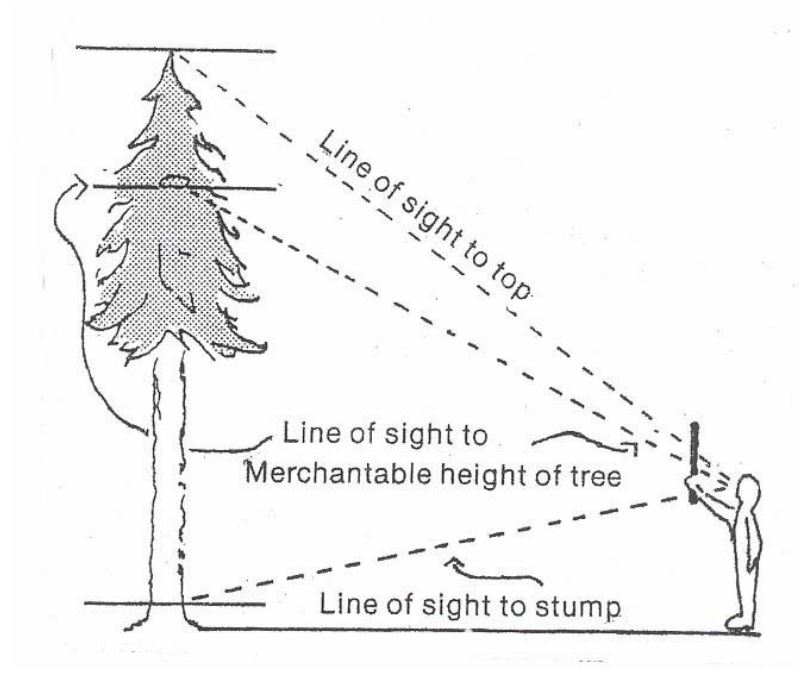 Line of sight to top
Line of sight to
Merchantable height of tree
Line of sight to stump